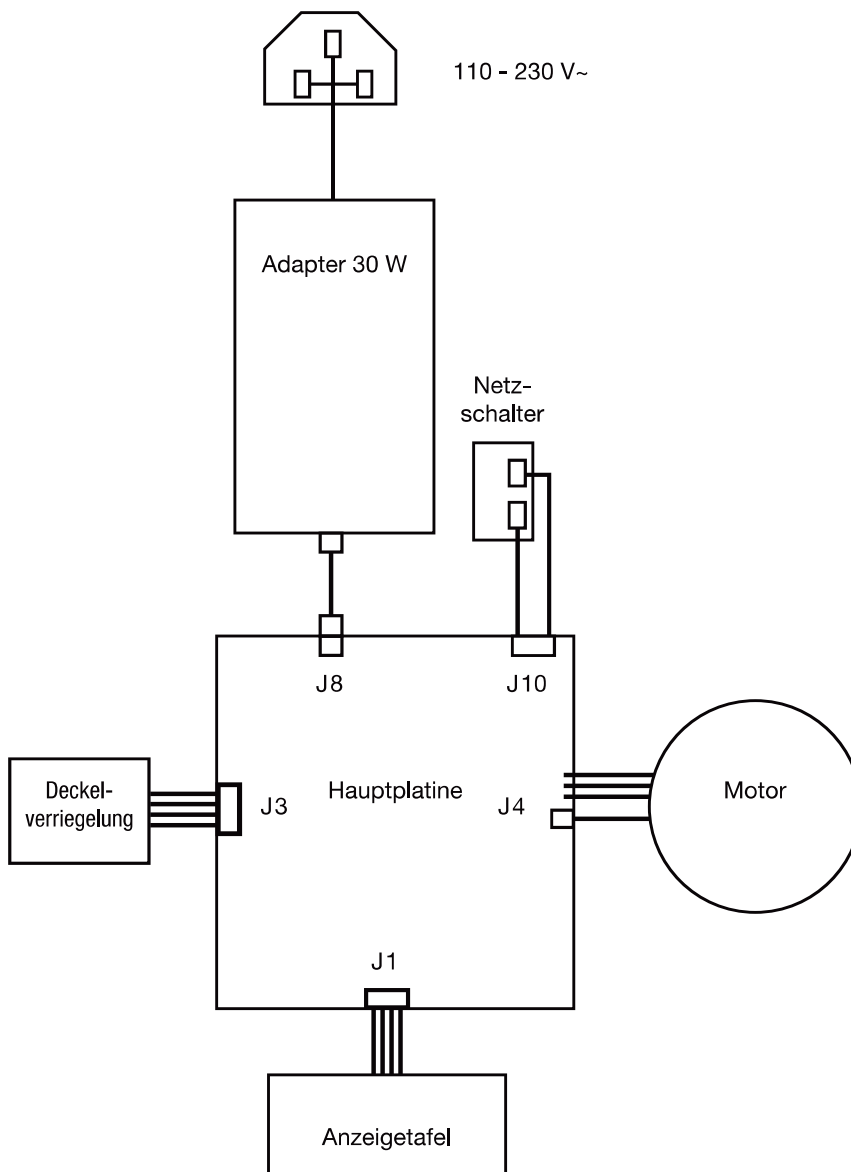 110 - 230 V~
Adapter 30 W
Netz-
schalter
J8
J10
Deckel-
verriegelung
J3
Hauptplatine
J4
Motor
J1
Anzeigetafel